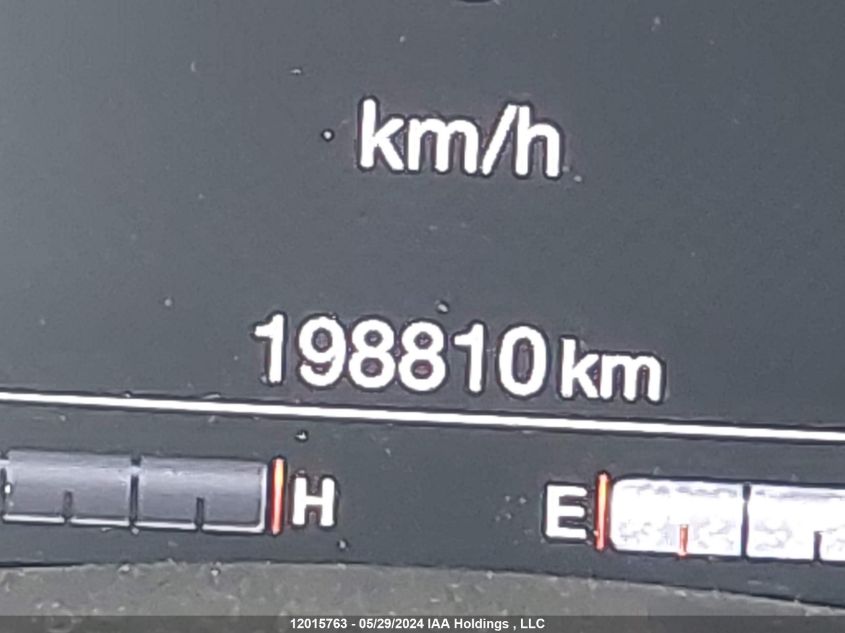 km/h
198810 km
H E
12015763 - 05/29/2024 IAA Holdings , LLC